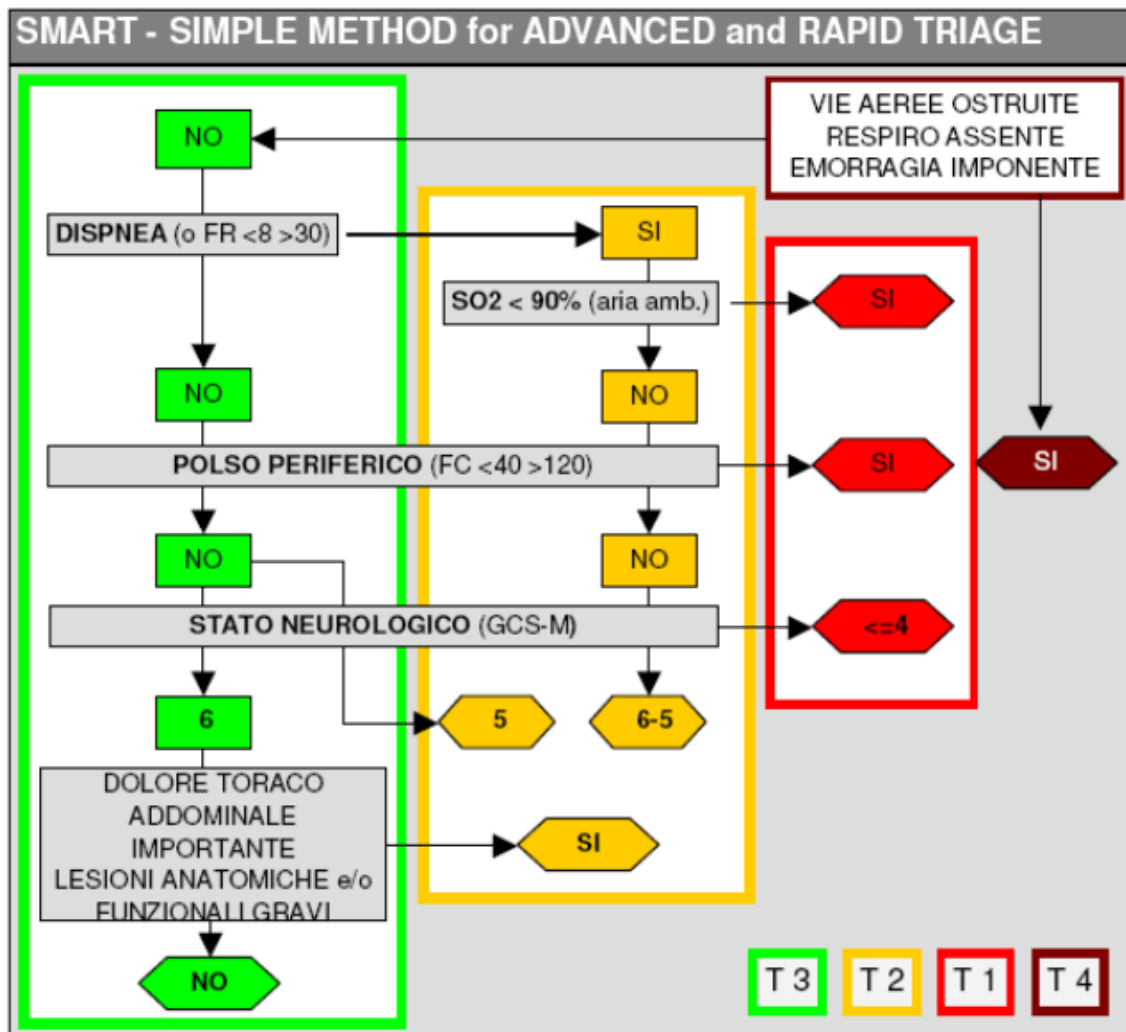 SMART - SIMPLE METHOD for ADVANCED and RAPID TRIAGE
VIE AEREE OSTRUITE
RESPIRO ASSENTE
EMORRAGIA IMPONENTE
NO
DISPNEA (o FR <8 >30)
SI
SO2 < 90% (aria amb.)
SI
NO
NO
POLSO PERIFERICO (FC <40 >120)
SI
SI
NO
NO
STATO NEUROLOGICO (GCS-M)
<=4
6
5
6-5
DOLORE TORACO
ADDOMINALE
IMPORTANTE
LESIONI ANATOMICHE e/o
FUNZIONALI GRAVI
SI
NO
T 3
T 2
T 1
T 4